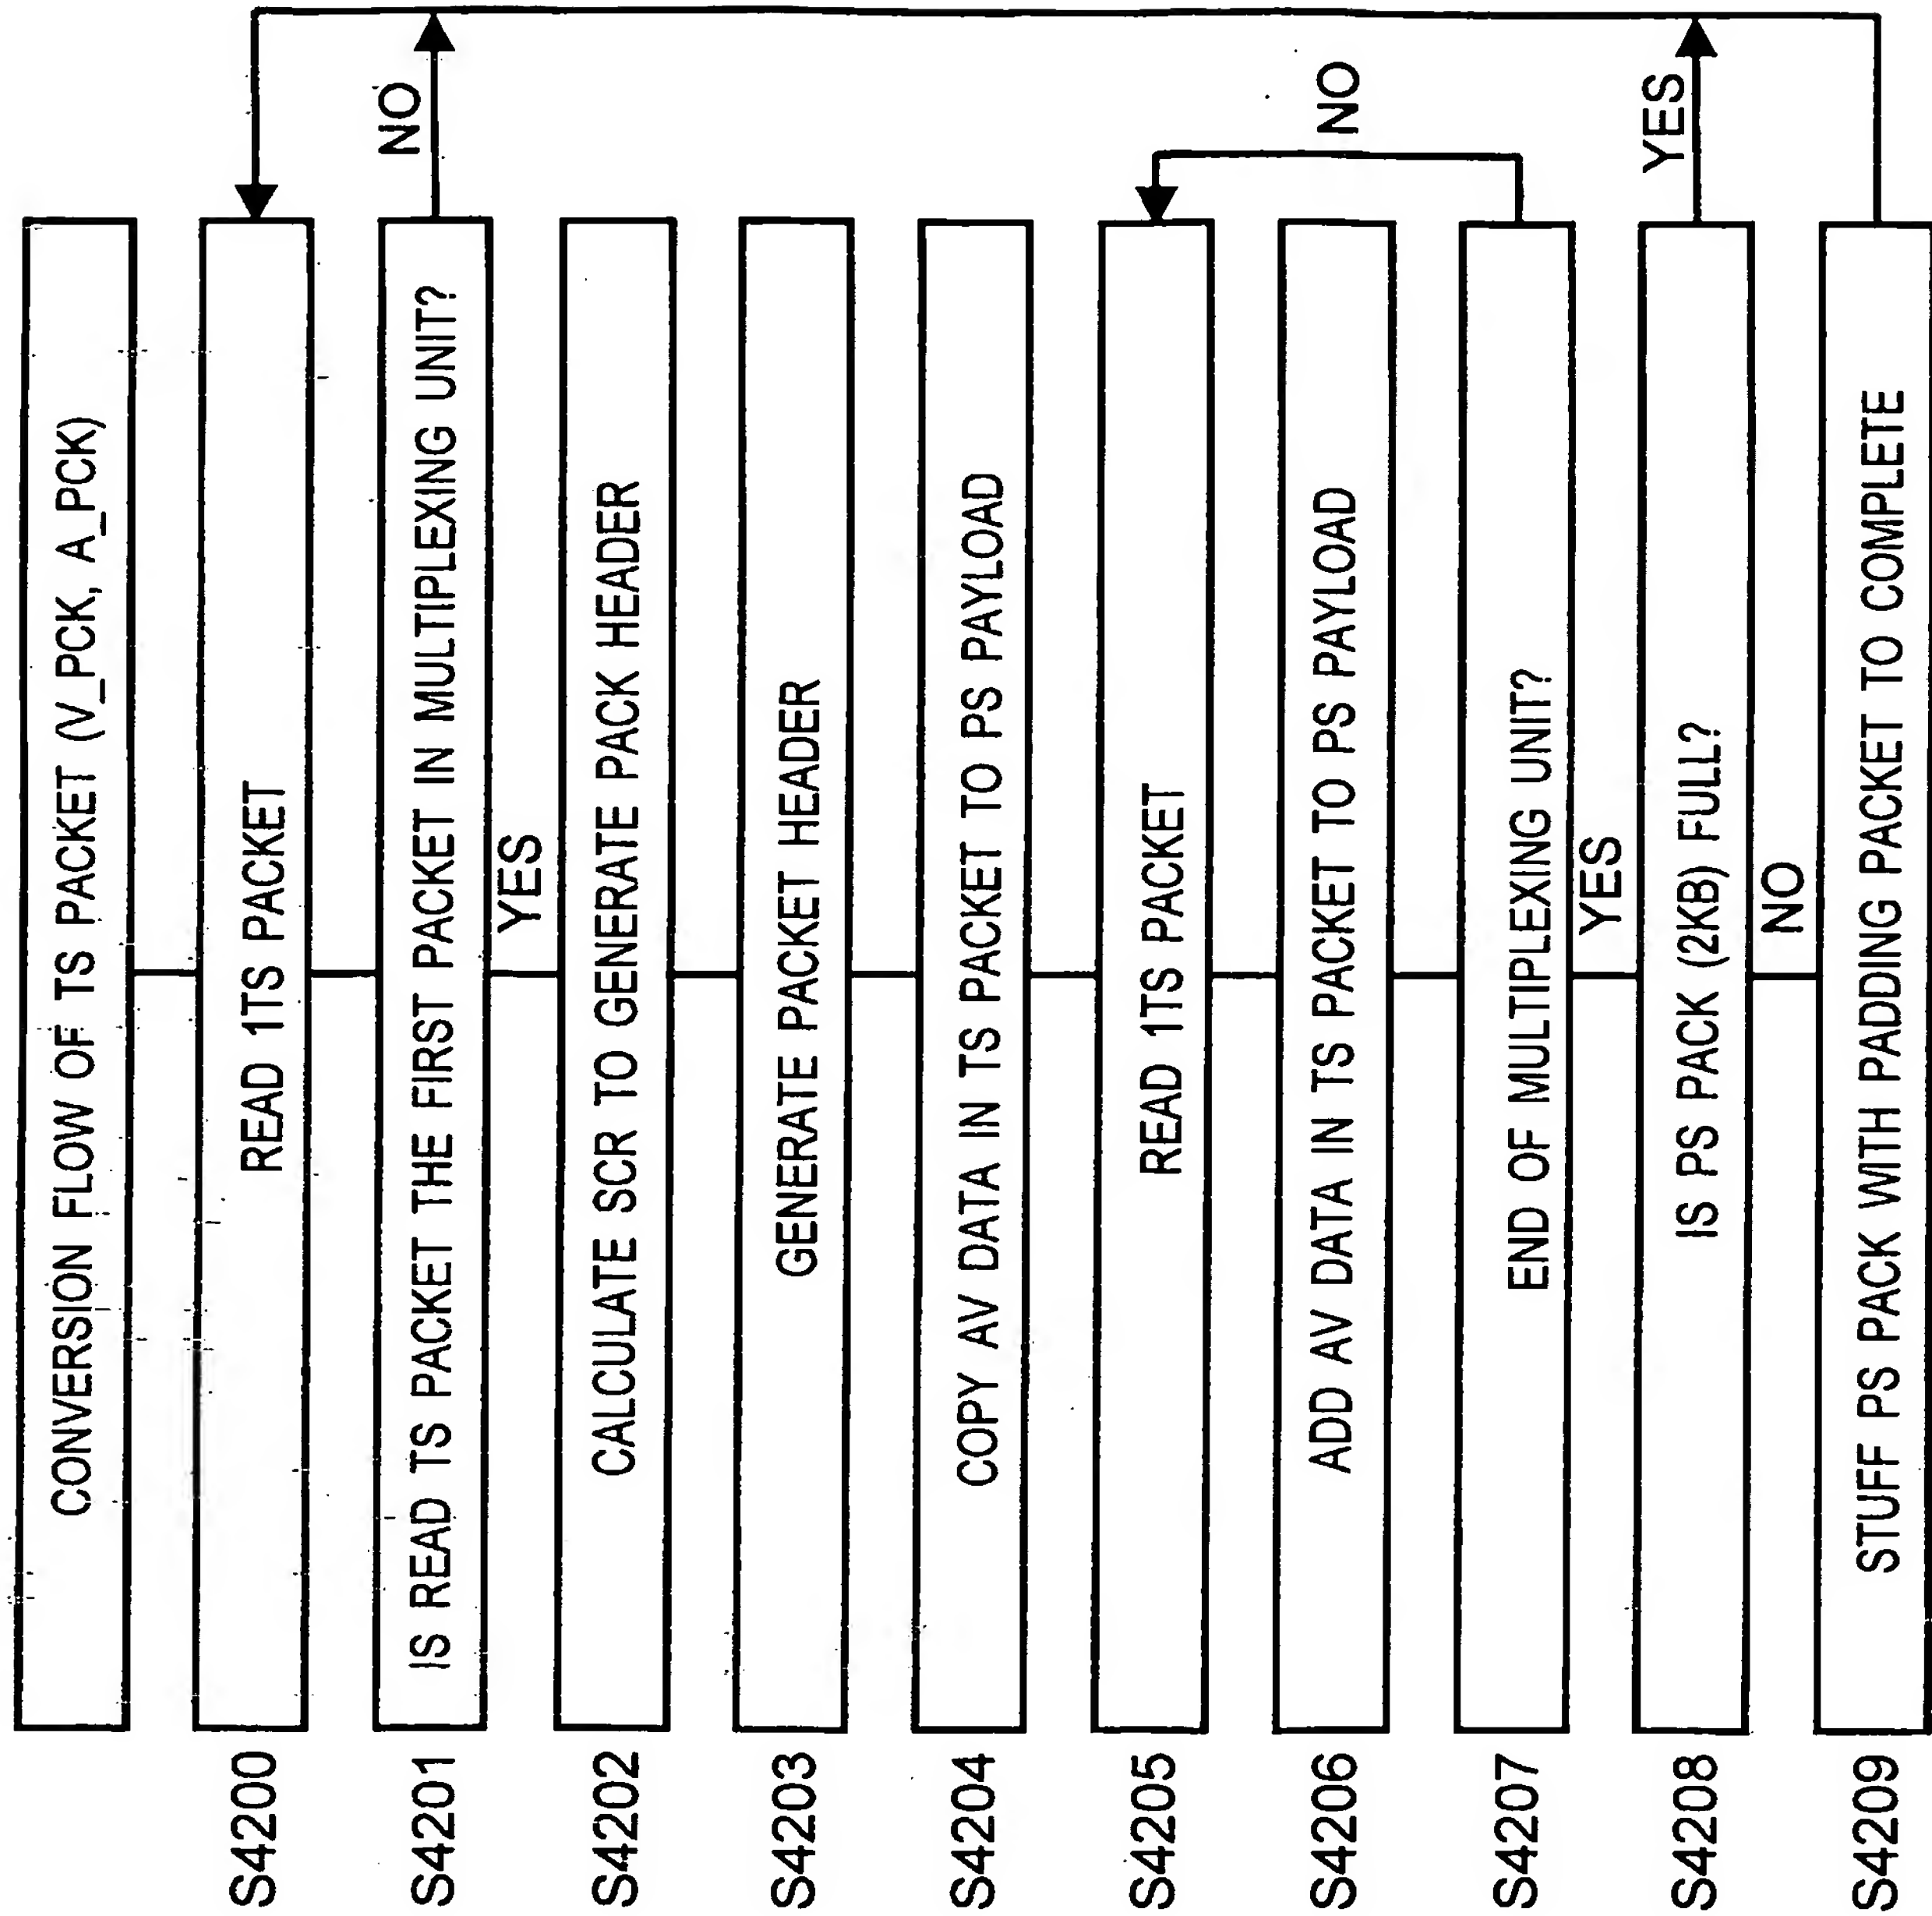 CONVERSION FLOW OF TS PACKET (V_PCK, A_PCK)
S4200
READ 1TS PACKET
S4201
IS READ TS PACKET THE FIRST PACKET IN MULTIPLEXING UNIT?
NO
YES
S4202
CALCULATE SCR TO GENERATE PACK HEADER
S4203
GENERATE PACKET HEADER
S4204
COPY AV DATA IN TS PACKET TO PS PAYLOAD
S4205
READ 1TS PACKET
S4206
ADD AV DATA IN TS PACKET TO PS PAYLOAD
NO
S4207
END OF MULTIPLEXING UNIT?
YES
S4208
IS PS PACK (2KB) FULL?
YES
NO
S4209
STUFF PS PACK WITH PADDING PACKET TO COMPLETE